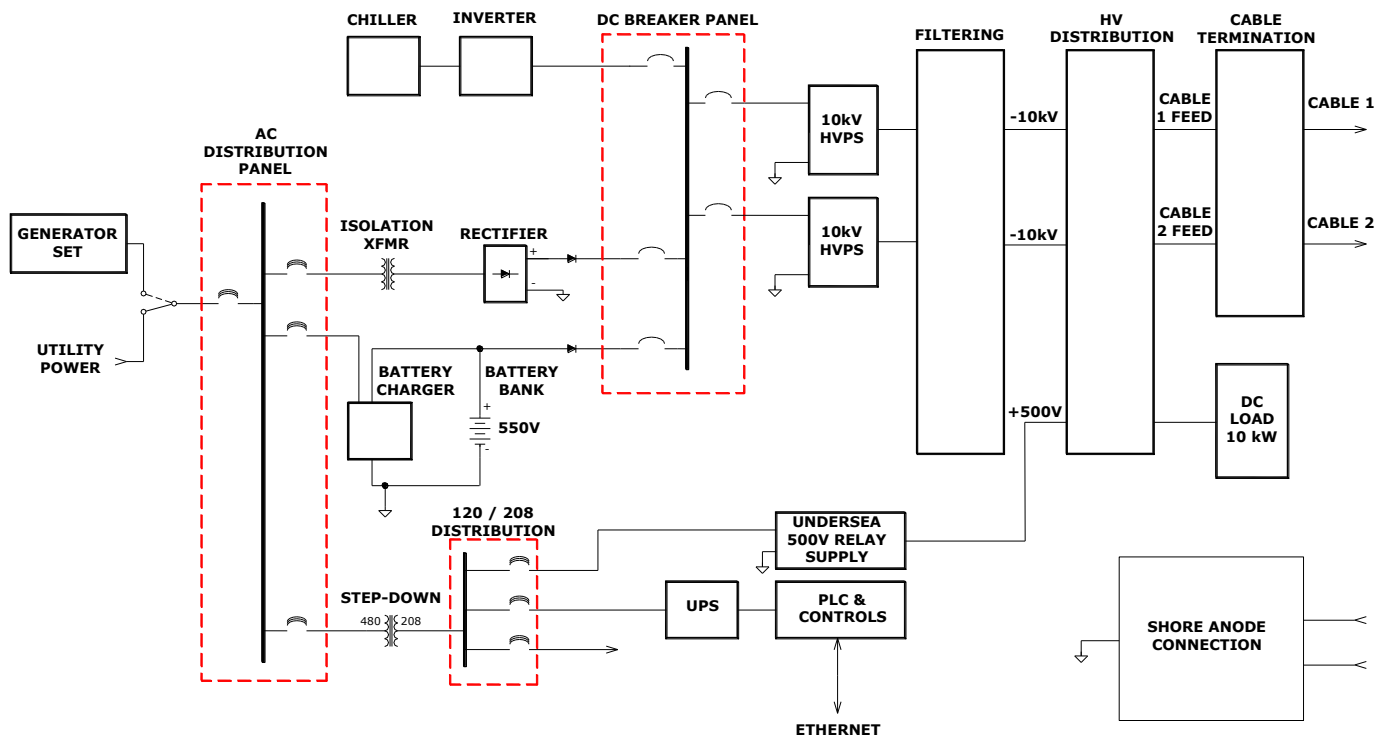 CHILLER
INVERTER
DC BREAKER PANEL
FILTERING
HV
DISTRIBUTION
CABLE
TERMINATION
10kV
HVPS
-10kV
CABLE
1 FEED
CABLE 1
AC
DISTRIBUTION
PANEL
GENERATOR
SET
ISOLATION
XFMR
RECTIFIER
+
-
10kV
HVPS
-10kV
CABLE
2 FEED
CABLE 2
UTILITY
POWER
BATTERY
CHARGER
BATTERY
BANK
+
550V
-
+500V
DC
LOAD
10 kW
120 / 208
DISTRIBUTION
UNDERSEA
500V RELAY
SUPPLY
STEP-DOWN
480
208
UPS
PLC &
CONTROLS
SHORE ANODE
CONNECTION
ETHERNET